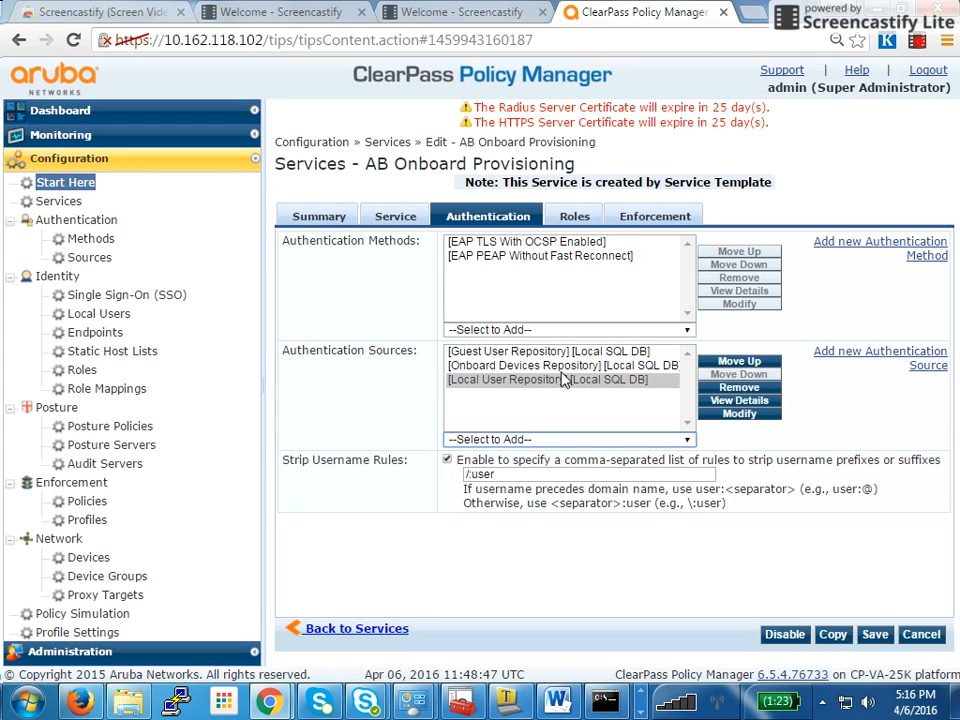 Screencastify (Screen Vide
Welcome - Screencastify
Welcome - Screencastify
ClearPass Policy Manager
powered by
Screencastify Lite
https://10.162.118.102/tips/tipsContent.action#1459943160187
aruba
NETWORKS
ClearPass Policy Manager
Support | Help | Logout
admin (Super Administrator)
Dashboard
Monitoring
Configuration
Start Here
Services
Authentication
Methods
Sources
Identity
Single Sign-On (SSO)
Local Users
Endpoints
Static Host Lists
Roles
Role Mappings
Posture
Posture Policies
Posture Servers
Audit Servers
Enforcement
Policies
Profiles
Network
Devices
Device Groups
Proxy Targets
Policy Simulation
Profile Settings
Administration
The Radius Server Certificate will expire in 25 day(s).
The HTTPS Server Certificate will expire in 25 day(s).
Configuration » Services » Edit - AB Onboard Provisioning
Services - AB Onboard Provisioning
Note: This Service is created by Service Template
Summary
Service
Authentication
Roles
Enforcement
Authentication Methods:
[EAP TLS With OCSP Enabled]
[EAP PEAP Without Fast Reconnect]
--Select to Add--
Move Up
Move Down
Remove
View Details
Modify
Add new Authentication
Method
Authentication Sources:
[Guest User Repository] [Local SQL DB]
[Onboard Devices Repository] [Local SQL DB
[Local User Repository [Local SQL DB]
--Select to Add--
Move Up
Move Down
Remove
View Details
Modify
Add new Authentication
Source
Strip Username Rules:
Enable to specify a comma-separated list of rules to strip username prefixes or suffixes
/:user
If username precedes domain name, use user:<separator> (e.g., user:@)
Otherwise, use <separator>:user (e.g., \:user)
Back to Services
Disable
Copy
Save
Cancel
© Copyright 2015 Aruba Networks. All rights reserved.
Apr 06, 2016 11:48:47 UTC
ClearPass Policy Manager 6.5.4.76733 on CP-VA-25K platform
(1:23)
5:16 PM
4/6/2016